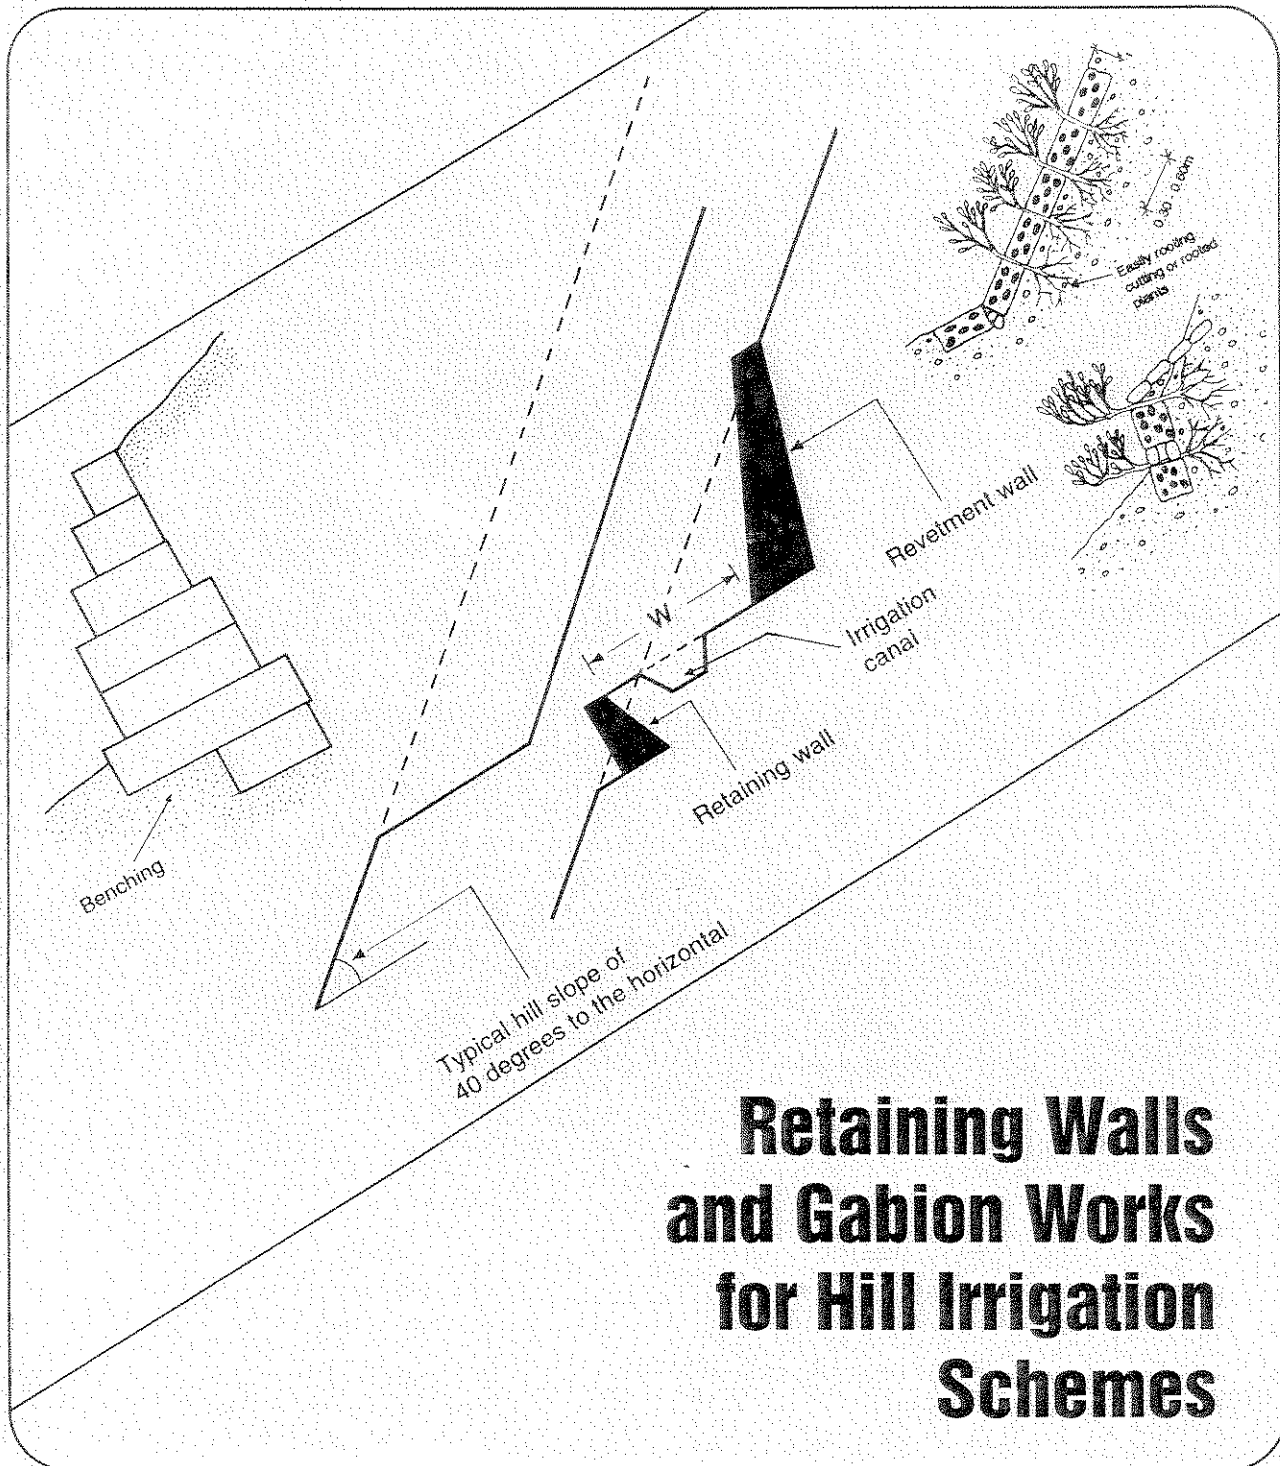 0.30 - 0.60m
Easily rooting
cutting or rooted
plants
Revetment wall
W
Irrigation
canal
Retaining wall
Benching
Typical hill slope of
40 degrees to the horizontal
Retaining Walls
and Gabion Works
for Hill Irrigation
Schemes